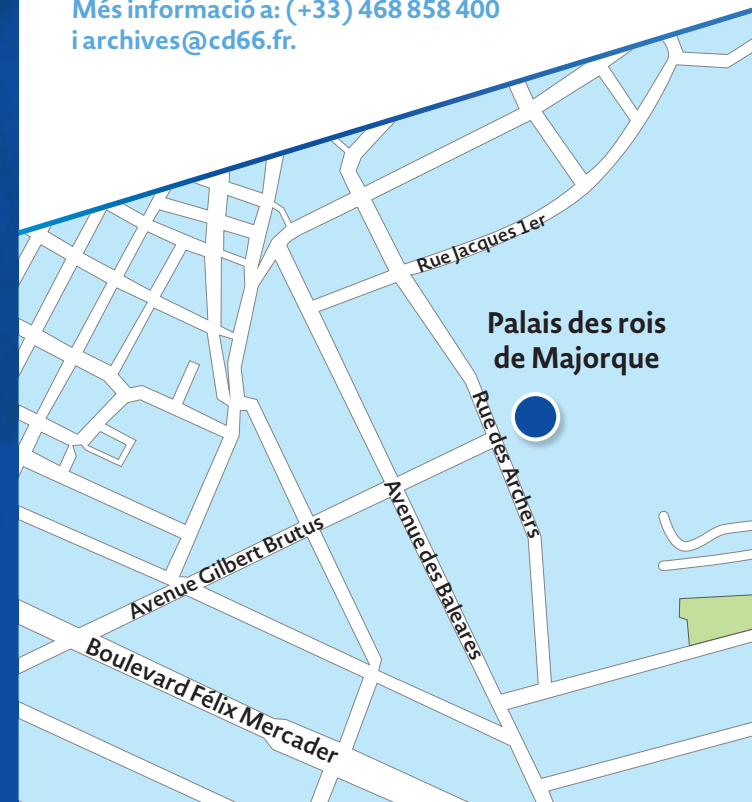 Més informació a: (+33) 468 858 400
i archives@cd66.fr.
Rue Jacques 1er
Palais des rois
de Majorque
Rue des Archers
Avenue des Baleares
Avenue Gilbert Brutus
Boulevard Félix Mercader